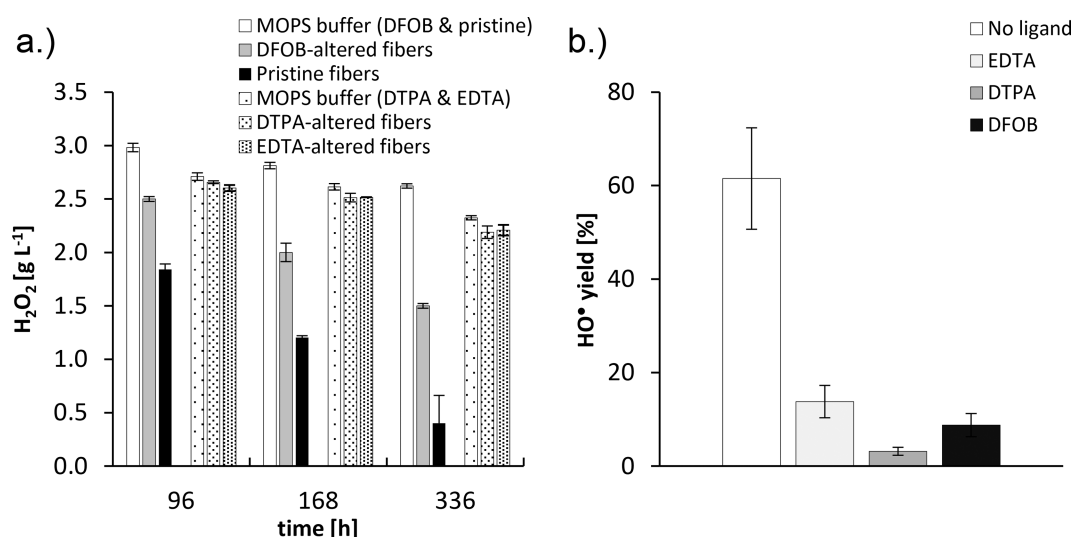 a.)
MOPS buffer (DFOB & pristine)
DFOB-altered fibers
Pristine fibers
MOPS buffer (DTPA & EDTA)
DTPA-altered fibers
EDTA-altered fibers
H₂O₂ [g L⁻¹]
3.5
3.0
2.5
2.0
1.5
1.0
0.5
0.0
96 168 336
time [h]
b.)
No ligand
EDTA
DTPA
DFOB
HO• yield [%]
80
60
40
20
0